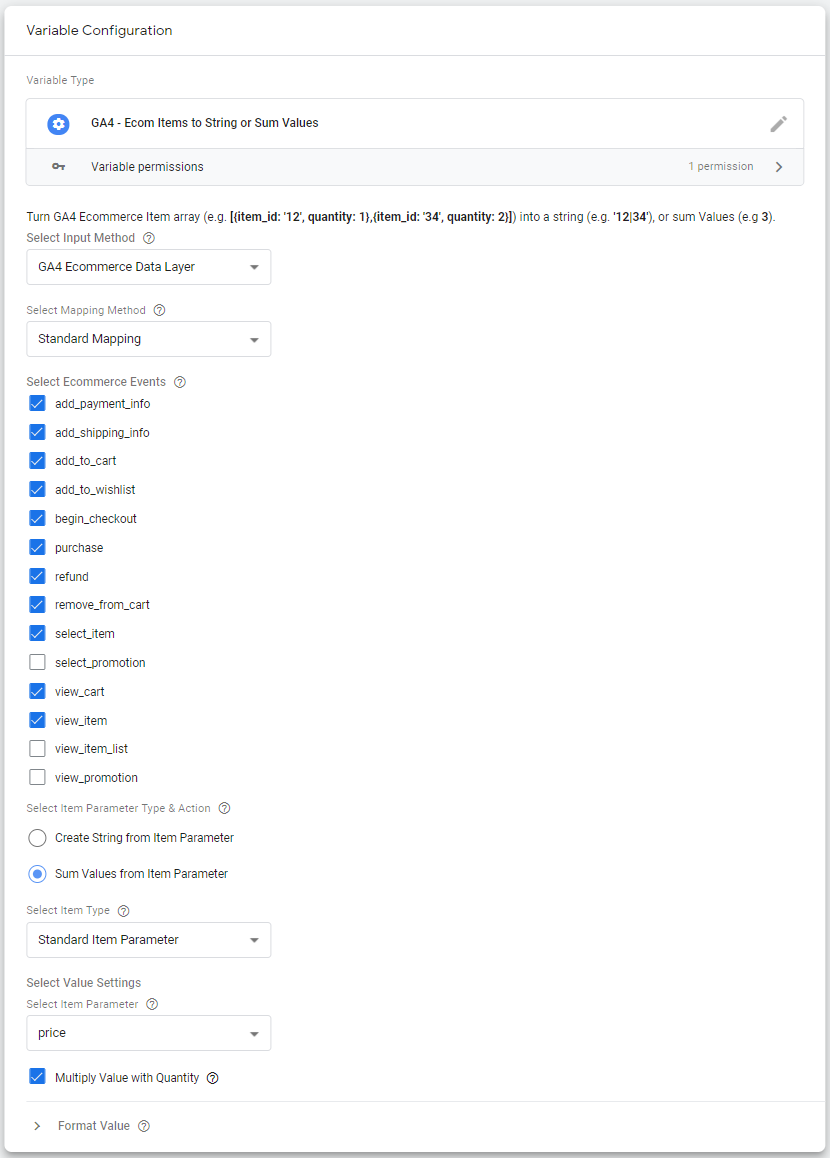 Variable Configuration
Variable Type
GA4 - Ecom Items to String or Sum Values
Variable permissions 1 permission
Turn GA4 Ecommerce Item array (e.g. [{item_id: '12', quantity: 1},{item_id: '34', quantity: 2}]) into a string (e.g. '12|34'), or sum Values (e.g 3).
Select Input Method
GA4 Ecommerce Data Layer
Select Mapping Method
Standard Mapping
Select Ecommerce Events
add_payment_info
add_shipping_info
add_to_cart
add_to_wishlist
begin_checkout
purchase
refund
remove_from_cart
select_item
select_promotion
view_cart
view_item
view_item_list
view_promotion
Select Item Parameter Type & Action
Create String from Item Parameter
Sum Values from Item Parameter
Select Item Type
Standard Item Parameter
Select Value Settings
Select Item Parameter
price
Multiply Value with Quantity
Format Value